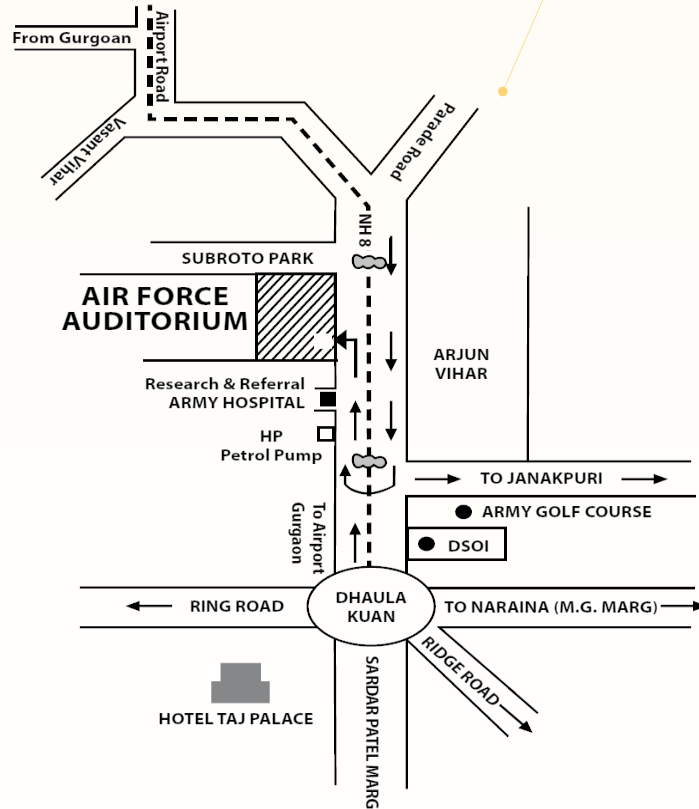 From Gurgoan
Airport Road
Vasant Vihar
Parade Road
NH 8
SUBROTO PARK
AIR FORCE
AUDITORIUM
ARJUN
VIHAR
Research & Referral
ARMY HOSPITAL
HP
Petrol Pump
TO JANAKPURI
To Airport
Gurgaon
ARMY GOLF COURSE
DSOI
RING ROAD
DHAULA
KUAN
TO NARAINA (M.G. MARG)
RIDGE ROAD
SARDAR PATEL MARG
HOTEL TAJ PALACE